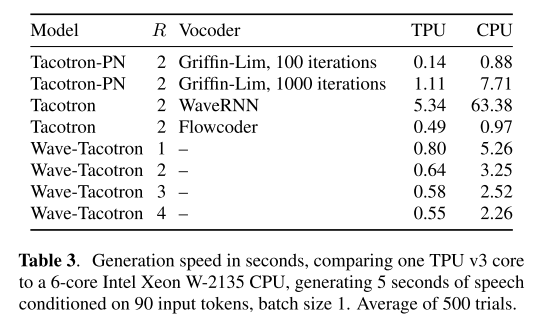 Model R Vocoder TPU CPU
Tacotron-PN 2 Griffin-Lim, 100 iterations 0.14 0.88
Tacotron-PN 2 Griffin-Lim, 1000 iterations 1.11 7.71
Tacotron 2 WaveRNN 5.34 63.38
Tacotron 2 Flowcoder 0.49 0.97
Wave-Tacotron 1 – 0.80 5.26
Wave-Tacotron 2 – 0.64 3.25
Wave-Tacotron 3 – 0.58 2.52
Wave-Tacotron 4 – 0.55 2.26
Table 3. Generation speed in seconds, comparing one TPU v3 core
to a 6-core Intel Xeon W-2135 CPU, generating 5 seconds of speech
conditioned on 90 input tokens, batch size 1. Average of 500 trials.